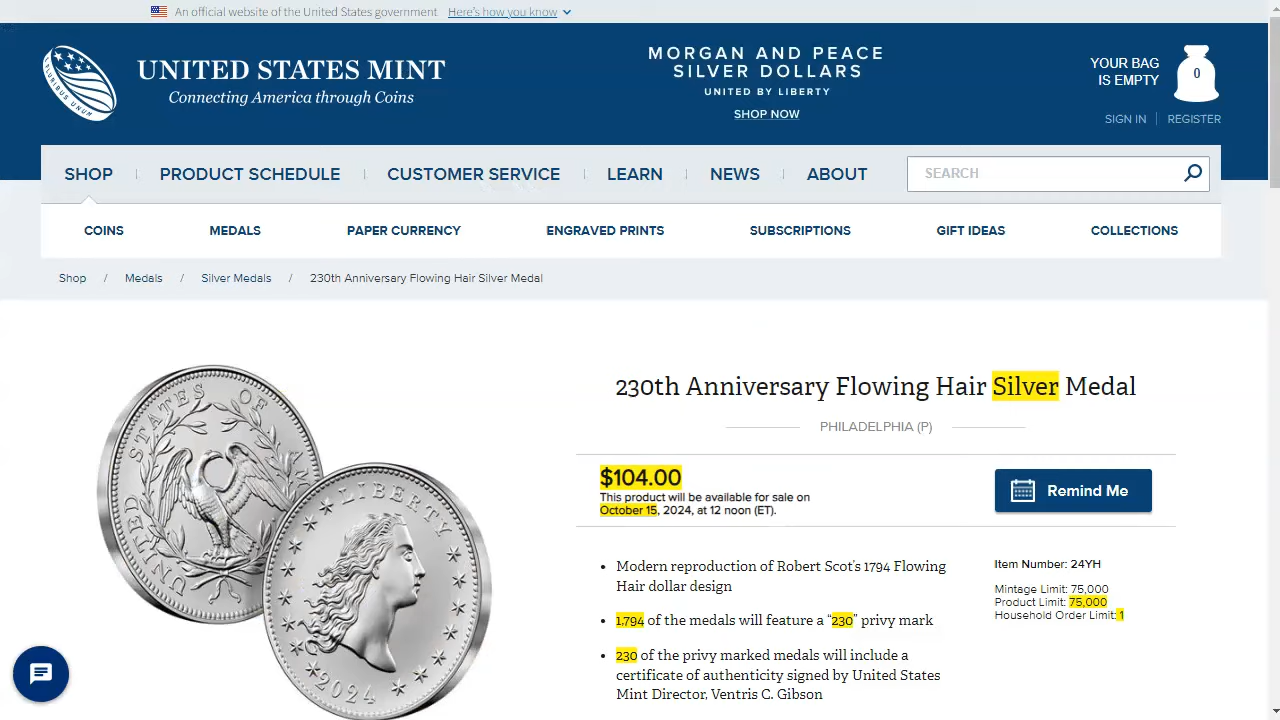 An official website of the United States government Here's how you know
UNITED STATES MINT
Connecting America through Coins
MORGAN AND PEACE
SILVER DOLLARS
UNITED BY LIBERTY
SHOP NOW
YOUR BAG
IS EMPTY
0
SIGN IN REGISTER
SHOP PRODUCT SCHEDULE CUSTOMER SERVICE LEARN NEWS ABOUT SEARCH
COINS MEDALS PAPER CURRENCY ENGRAVED PRINTS SUBSCRIPTIONS GIFT IDEAS COLLECTIONS
Shop / Medals / Silver Medals / 230th Anniversary Flowing Hair Silver Medal
UNITED STATES OF
LIBERTY
2024
230th Anniversary Flowing Hair Silver Medal
PHILADELPHIA (P)
$104.00
This product will be available for sale on
October 15, 2024, at 12 noon (ET).
Remind Me
• Modern reproduction of Robert Scot's 1794 Flowing
Hair dollar design
• 1,794 of the medals will feature a “230” privy mark
• 230 of the privy marked medals will include a
certificate of authenticity signed by United States
Mint Director, Ventris C. Gibson
Item Number: 24YH
Mintage Limit: 75,000
Product Limit: 75,000
Household Order Limit: 1